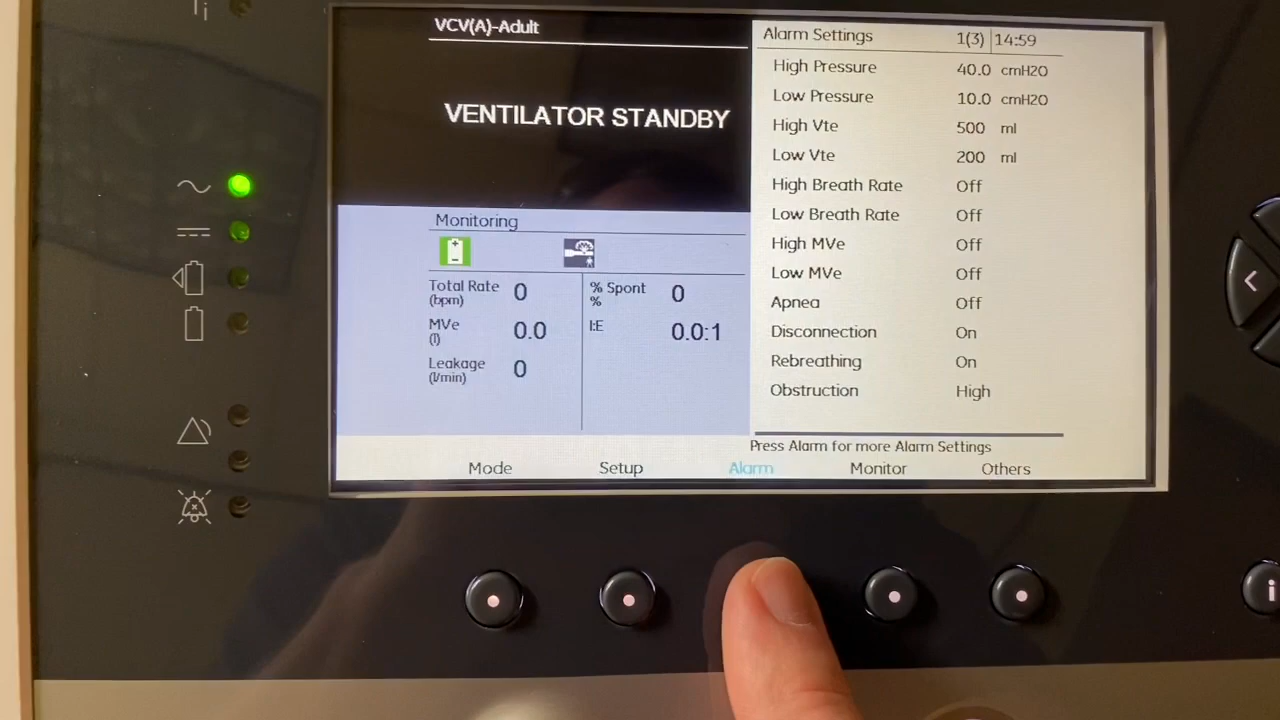 VCV(A)-Adult
VENTILATOR STANDBY
Monitoring
Total Rate 0
(bpm)
MVe 0.0
(l)
Leakage 0
(l/min)
% Spont 0
%
I:E 0.0:1
Alarm Settings 1(3) 14:59
High Pressure 40.0 cmH2O
Low Pressure 10.0 cmH2O
High Vte 500 ml
Low Vte 200 ml
High Breath Rate Off
Low Breath Rate Off
High MVe Off
Low MVe Off
Apnea Off
Disconnection On
Rebreathing On
Obstruction High
Press Alarm for more Alarm Settings
Mode Setup Alarm Monitor Others
i